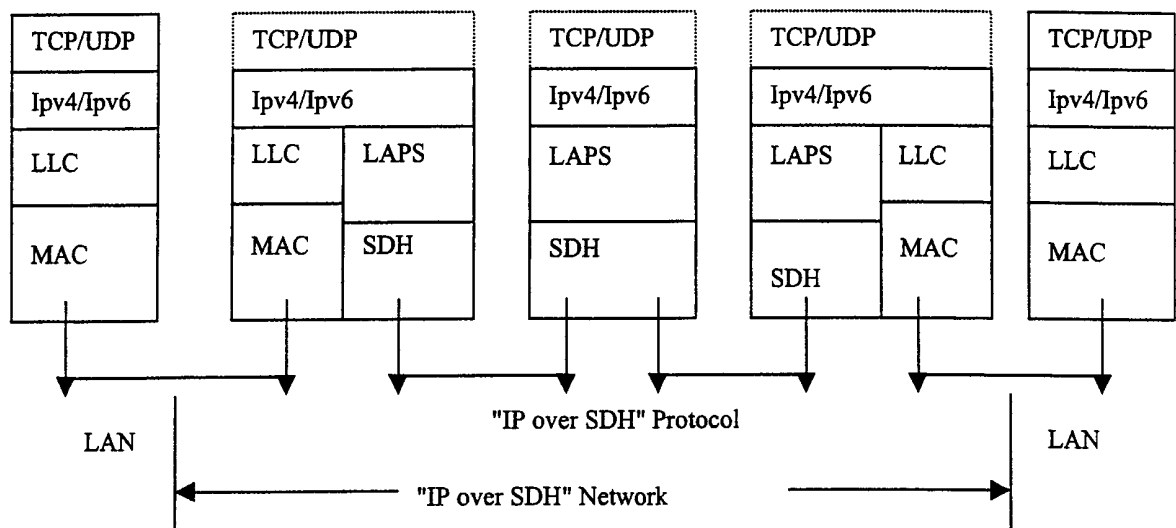 TCP/UDP TCP/UDP TCP/UDP TCP/UDP TCP/UDP
Ipv4/Ipv6 Ipv4/Ipv6 Ipv4/Ipv6 Ipv4/Ipv6 Ipv4/Ipv6
LLC LLC LAPS LAPS LAPS LLC LLC
MAC MAC SDH SDH SDH MAC MAC
"IP over SDH" Protocol
LAN LAN
"IP over SDH" Network